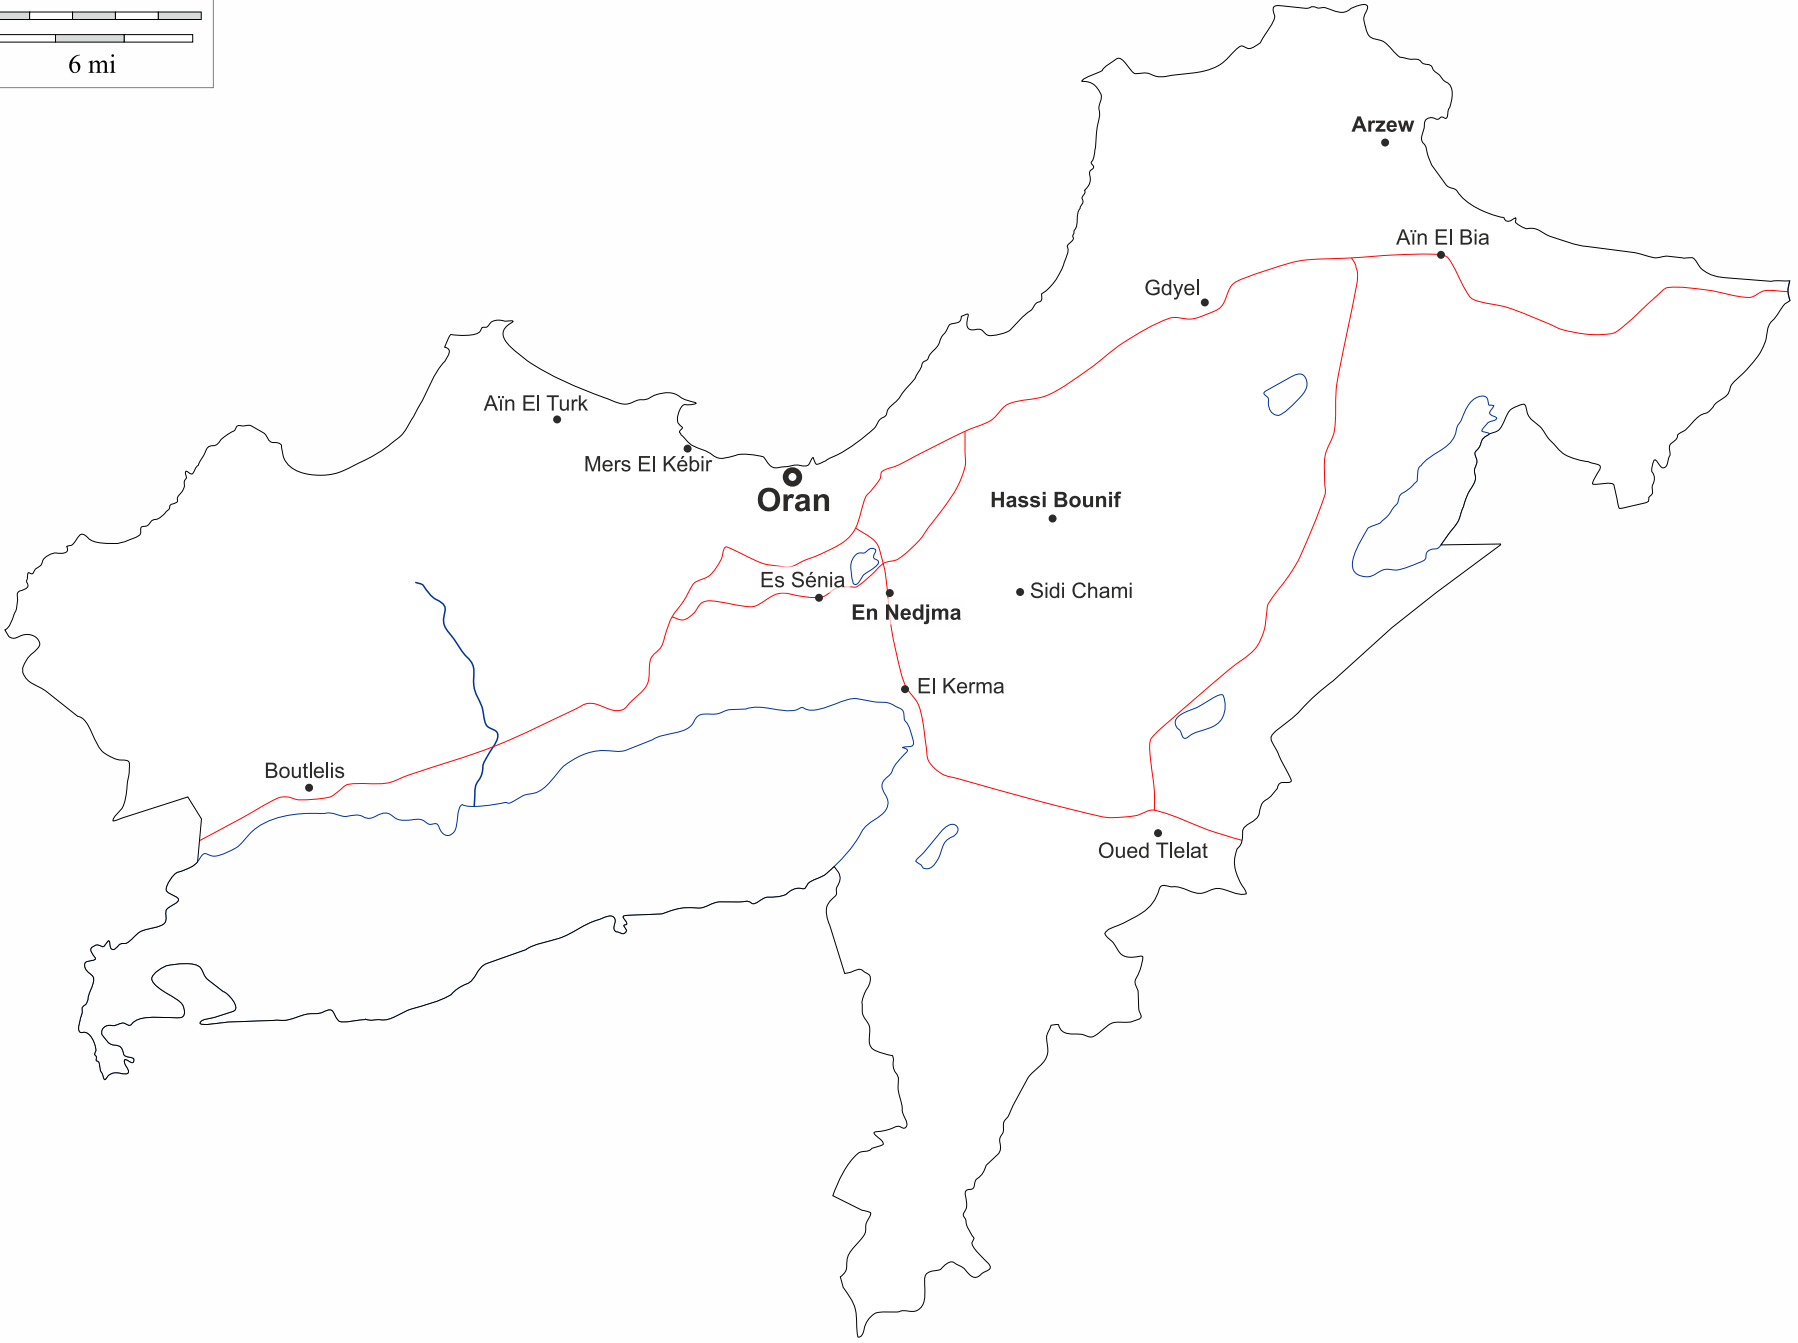 6 mi
Arzew
Aïn El Bia
Gdyel
Aïn El Turk
Mers El Kébir
Oran
Hassi Bounif
Es Sénia
Sidi Chami
En Nedjma
El Kerma
Boutlelis
Oued Tlelat